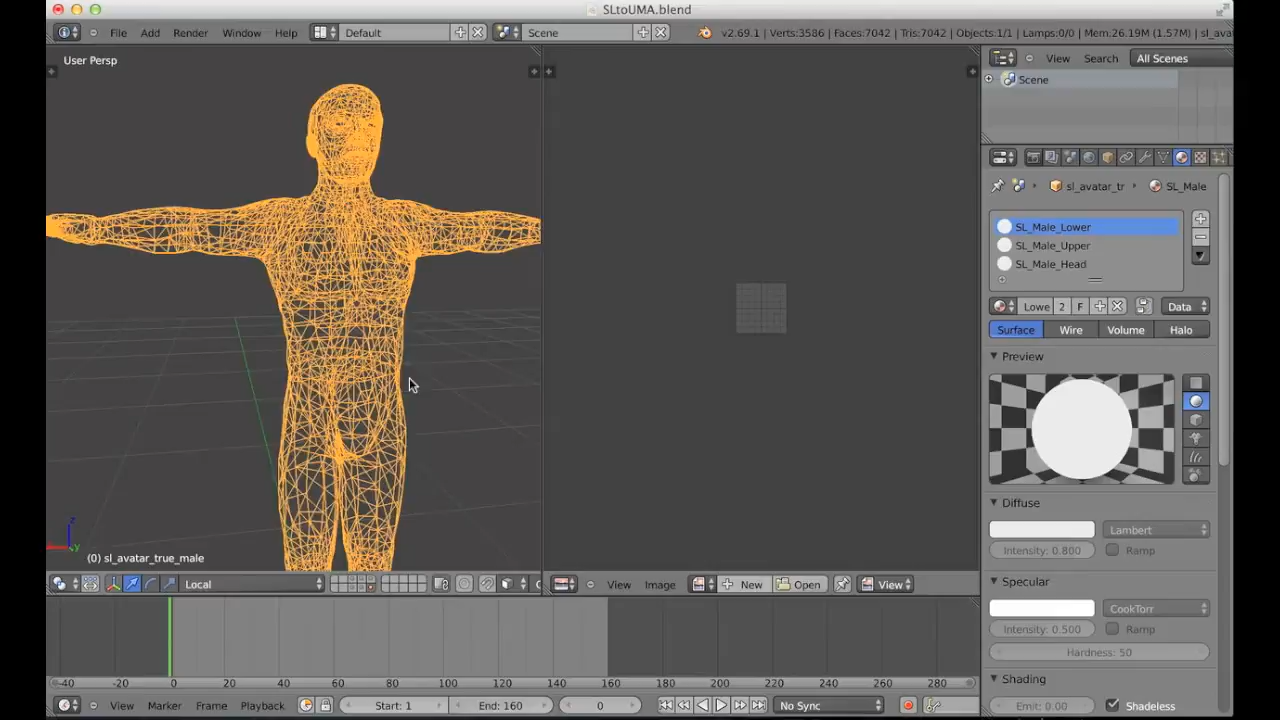 SLtoUMA.blend
File Add Render Window Help Default Scene v2.69.1 | Verts:3586 | Faces:7042 | Tris:7042 | Objects:1/1 | Lamps:0/0 | Mem:26.19M (1.57M) | sl_ava
User Persp
View Search All Scenes
Scene
sl_avatar_tr SL_Male
SL_Male_Lower
SL_Male_Upper
SL_Male_Head
Lowe 2 F Data
Surface Wire Volume Halo
Preview
Diffuse
Lambert
Intensity: 0.800 Ramp
z
y
(0) sl_avatar_true_male
Local View Image New Open View
Specular
CookTorr
Intensity: 0.500 Ramp
Hardness: 50
Shading
-40 -20 0 20 40 60 80 100 120 140 160 180 200 220 240 260 280
View Marker Frame Playback Start: 1 End: 160 0 No Sync
Emit: 0.00 Shadeless